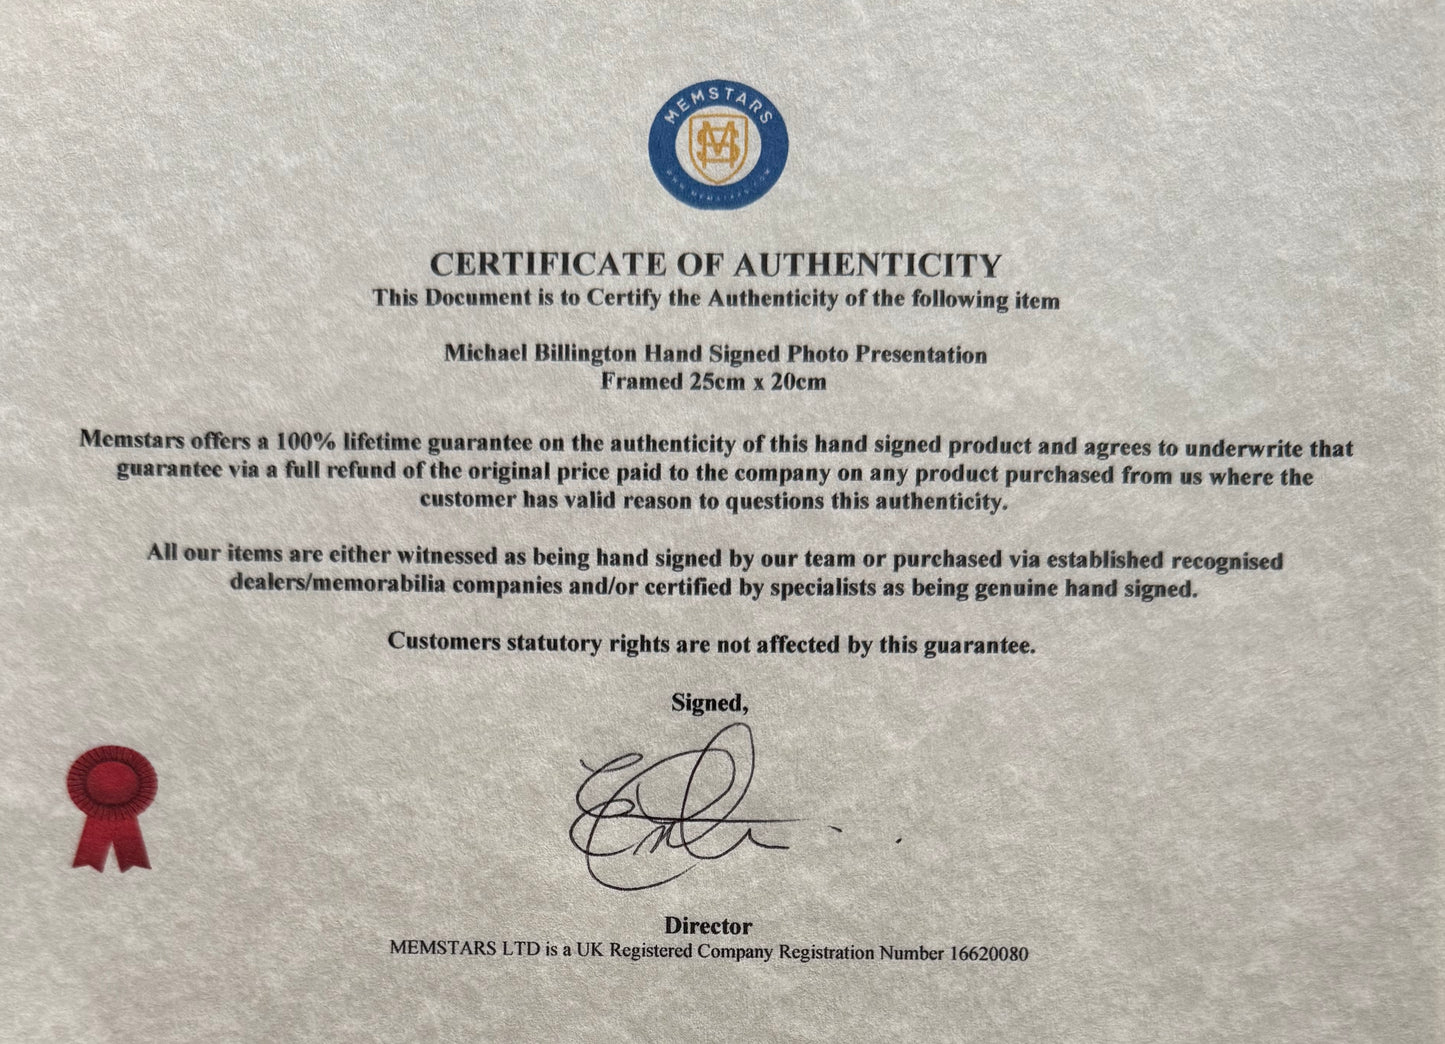 MEMSTARS
MS
WWW.MEMSTARS.COM
CERTIFICATE OF AUTHENTICITY
This Document is to Certify the Authenticity of the following item
Michael Billington Hand Signed Photo Presentation
Framed 25cm x 20cm
Memstars offers a 100% lifetime guarantee on the authenticity of this hand signed product and agrees to underwrite that
guarantee via a full refund of the original price paid to the company on any product purchased from us where the
customer has valid reason to questions this authenticity.
All our items are either witnessed as being hand signed by our team or purchased via established recognised
dealers/memorabilia companies and/or certified by specialists as being genuine hand signed.
Customers statutory rights are not affected by this guarantee.
Signed,
Director
MEMSTARS LTD is a UK Registered Company Registration Number 16620080